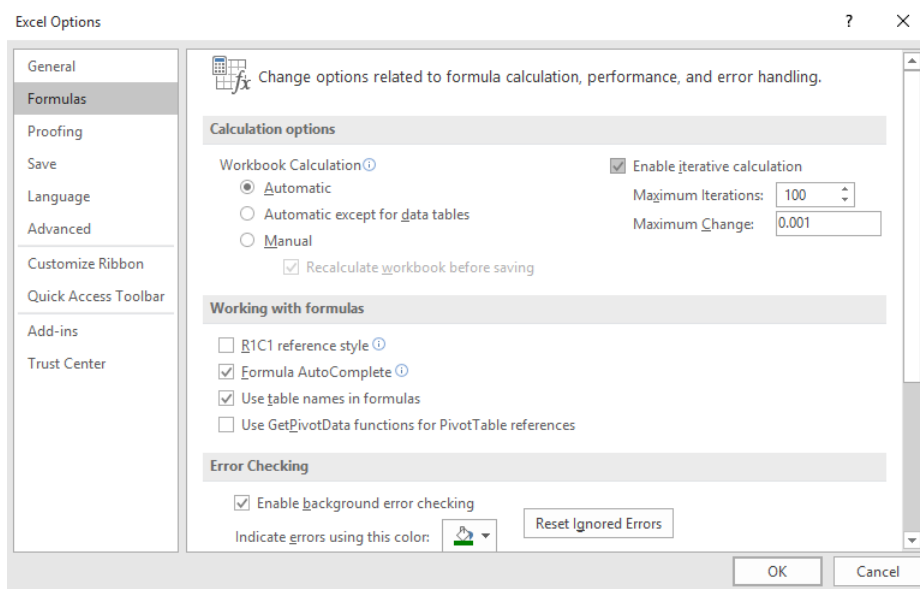 Excel Options
?
General
Formulas
Proofing
Save
Language
Advanced
Customize Ribbon
Quick Access Toolbar
Add-ins
Trust Center
fx
Change options related to formula calculation, performance, and error handling.
Calculation options
Workbook Calculation
Automatic
Automatic except for data tables
Manual
Recalculate workbook before saving
Enable iterative calculation
Maximum Iterations: 100
Maximum Change: 0.001
Working with formulas
R1C1 reference style
Formula AutoComplete
Use table names in formulas
Use GetPivotData functions for PivotTable references
Error Checking
Enable background error checking
Indicate errors using this color:
Reset Ignored Errors
OK
Cancel